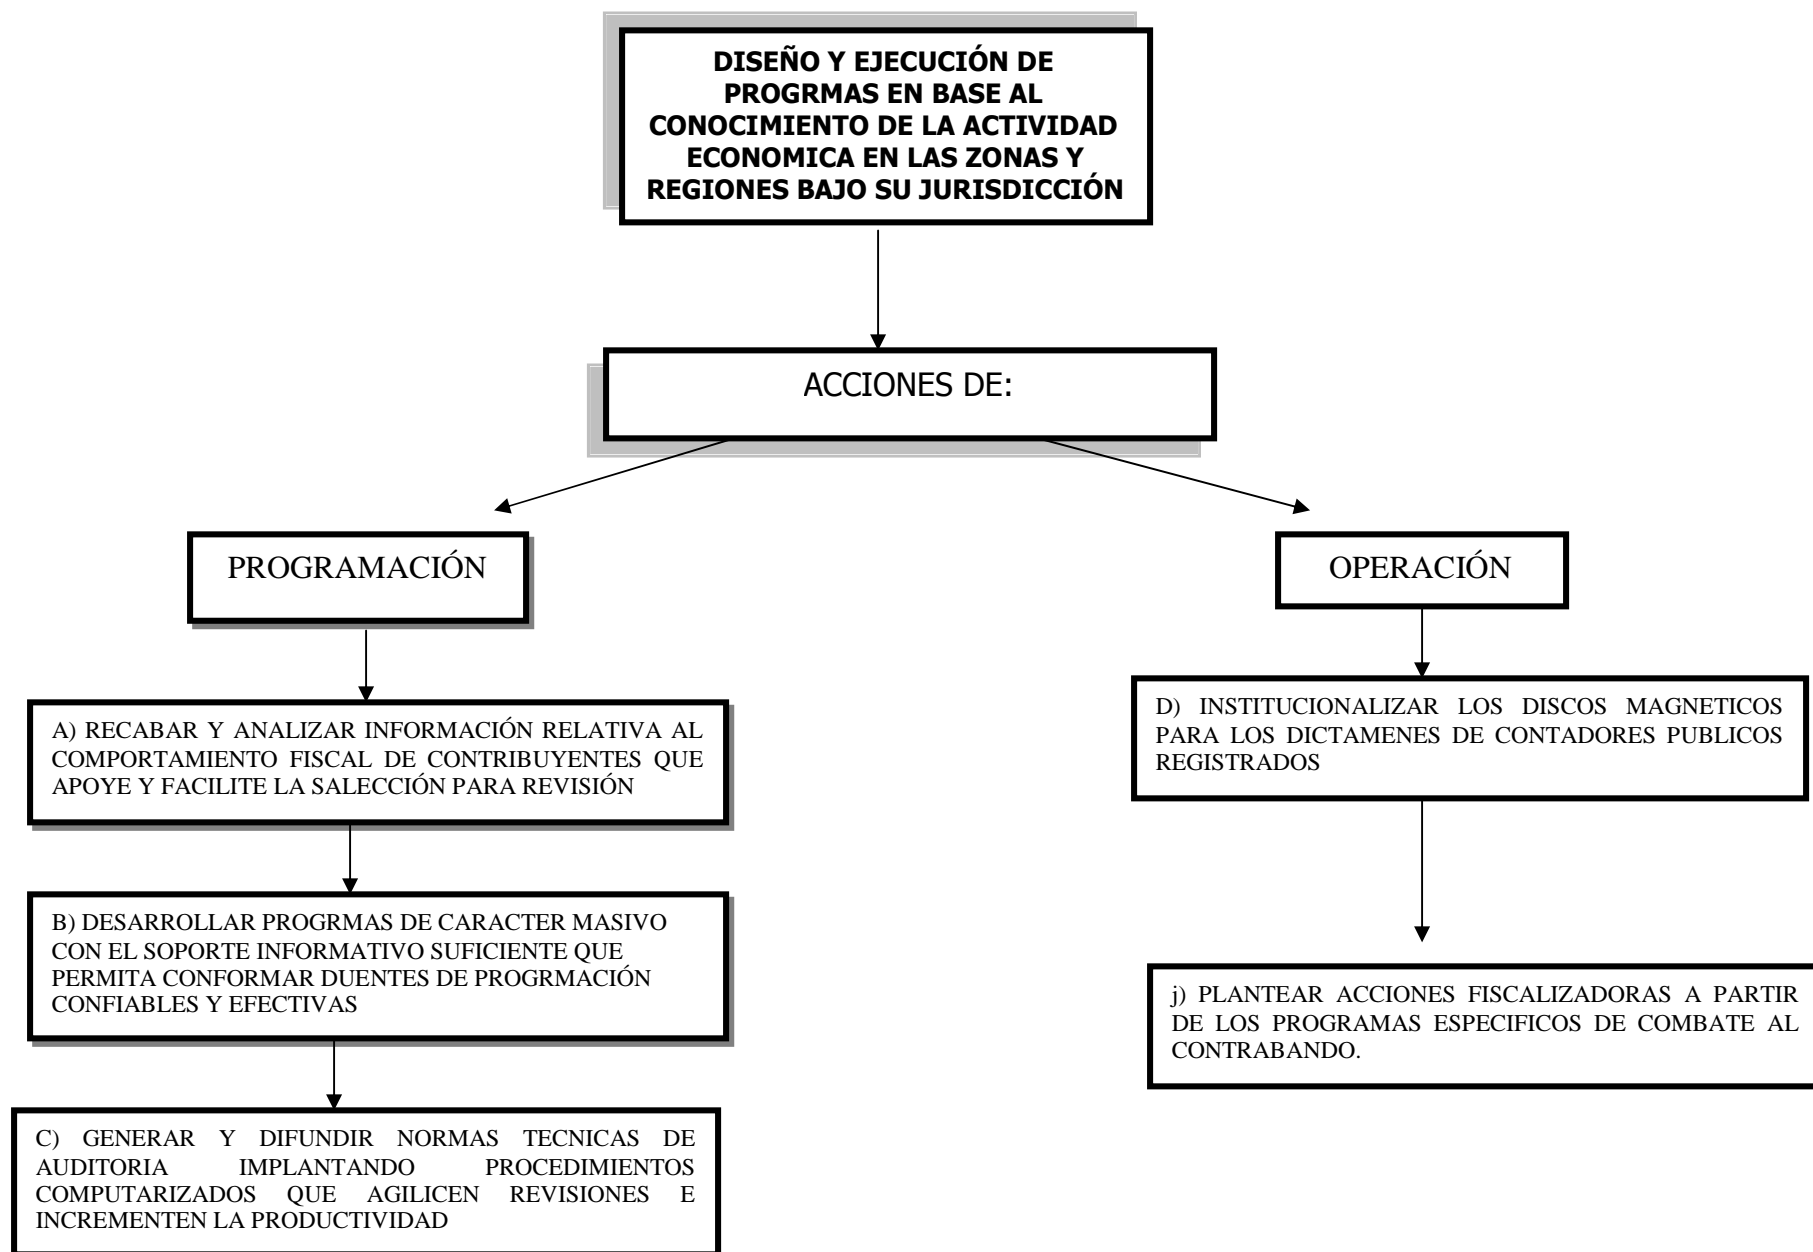 DISEÑO Y EJECUCIÓN DE
PROGRMAS EN BASE AL
CONOCIMIENTO DE LA ACTIVIDAD
ECONOMICA EN LAS ZONAS Y
REGIONES BAJO SU JURISDICCIÓN
ACCIONES DE:
PROGRAMACIÓN
OPERACIÓN
A) RECABAR Y ANALIZAR INFORMACIÓN RELATIVA AL
COMPORTAMIENTO FISCAL DE CONTRIBUYENTES QUE
APOYE Y FACILITE LA SALECCIÓN PARA REVISIÓN
D) INSTITUCIONALIZAR LOS DISCOS MAGNETICOS
PARA LOS DICTAMENES DE CONTADORES PUBLICOS
REGISTRADOS
B) DESARROLLAR PROGRMAS DE CARACTER MASIVO
CON EL SOPORTE INFORMATIVO SUFICIENTE QUE
PERMITA CONFORMAR DUENTES DE PROGRMACIÓN
CONFIABLES Y EFECTIVAS
j) PLANTEAR ACCIONES FISCALIZADORAS A PARTIR
DE LOS PROGRAMAS ESPECIFICOS DE COMBATE AL
CONTRABANDO.
C) GENERAR Y DIFUNDIR NORMAS TECNICAS DE
AUDITORIA IMPLANTANDO PROCEDIMIENTOS
COMPUTARIZADOS QUE AGILICEN REVISIONES E
INCREMENTEN LA PRODUCTIVIDAD